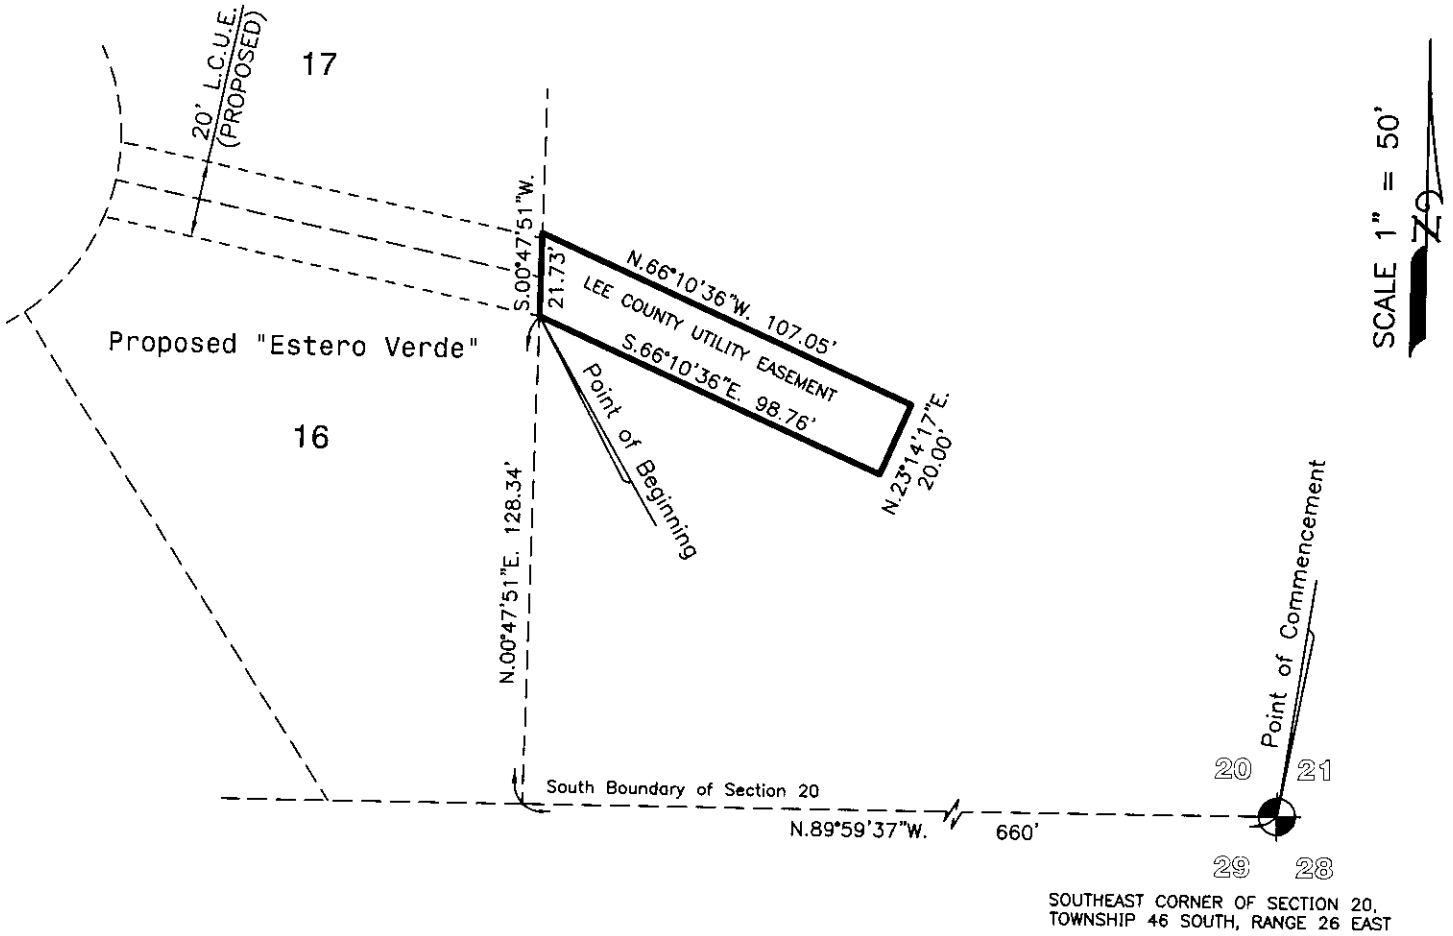 20' L.C.U.E.
(PROPOSED)
17
SCALE 1" = 50'
N
S.00°47'51"W.
21.73'
N.66°10'36"W. 107.05'
LEE COUNTY UTILITY EASEMENT
S.66°10'36"E. 98.76'
N.23°14'17"E.
20.00'
Proposed "Estero Verde"
16
Point of Beginning
N.00°47'51"E. 128.34'
Point of Commencement
South Boundary of Section 20
N.89°59'37"W. 660'
20 21
29 28
SOUTHEAST CORNER OF SECTION 20,
TOWNSHIP 46 SOUTH, RANGE 26 EAST